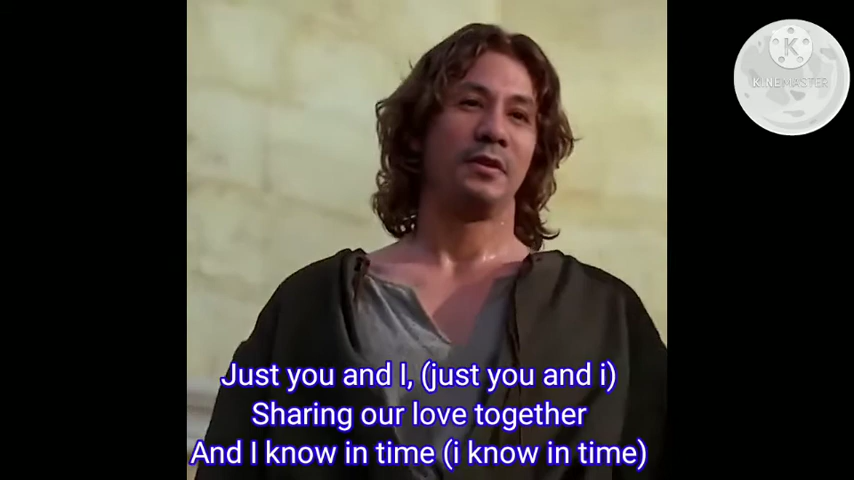 KINEMASTER
Just you and I, (just you and i)
Sharing our love together
And I know in time (i know in time)